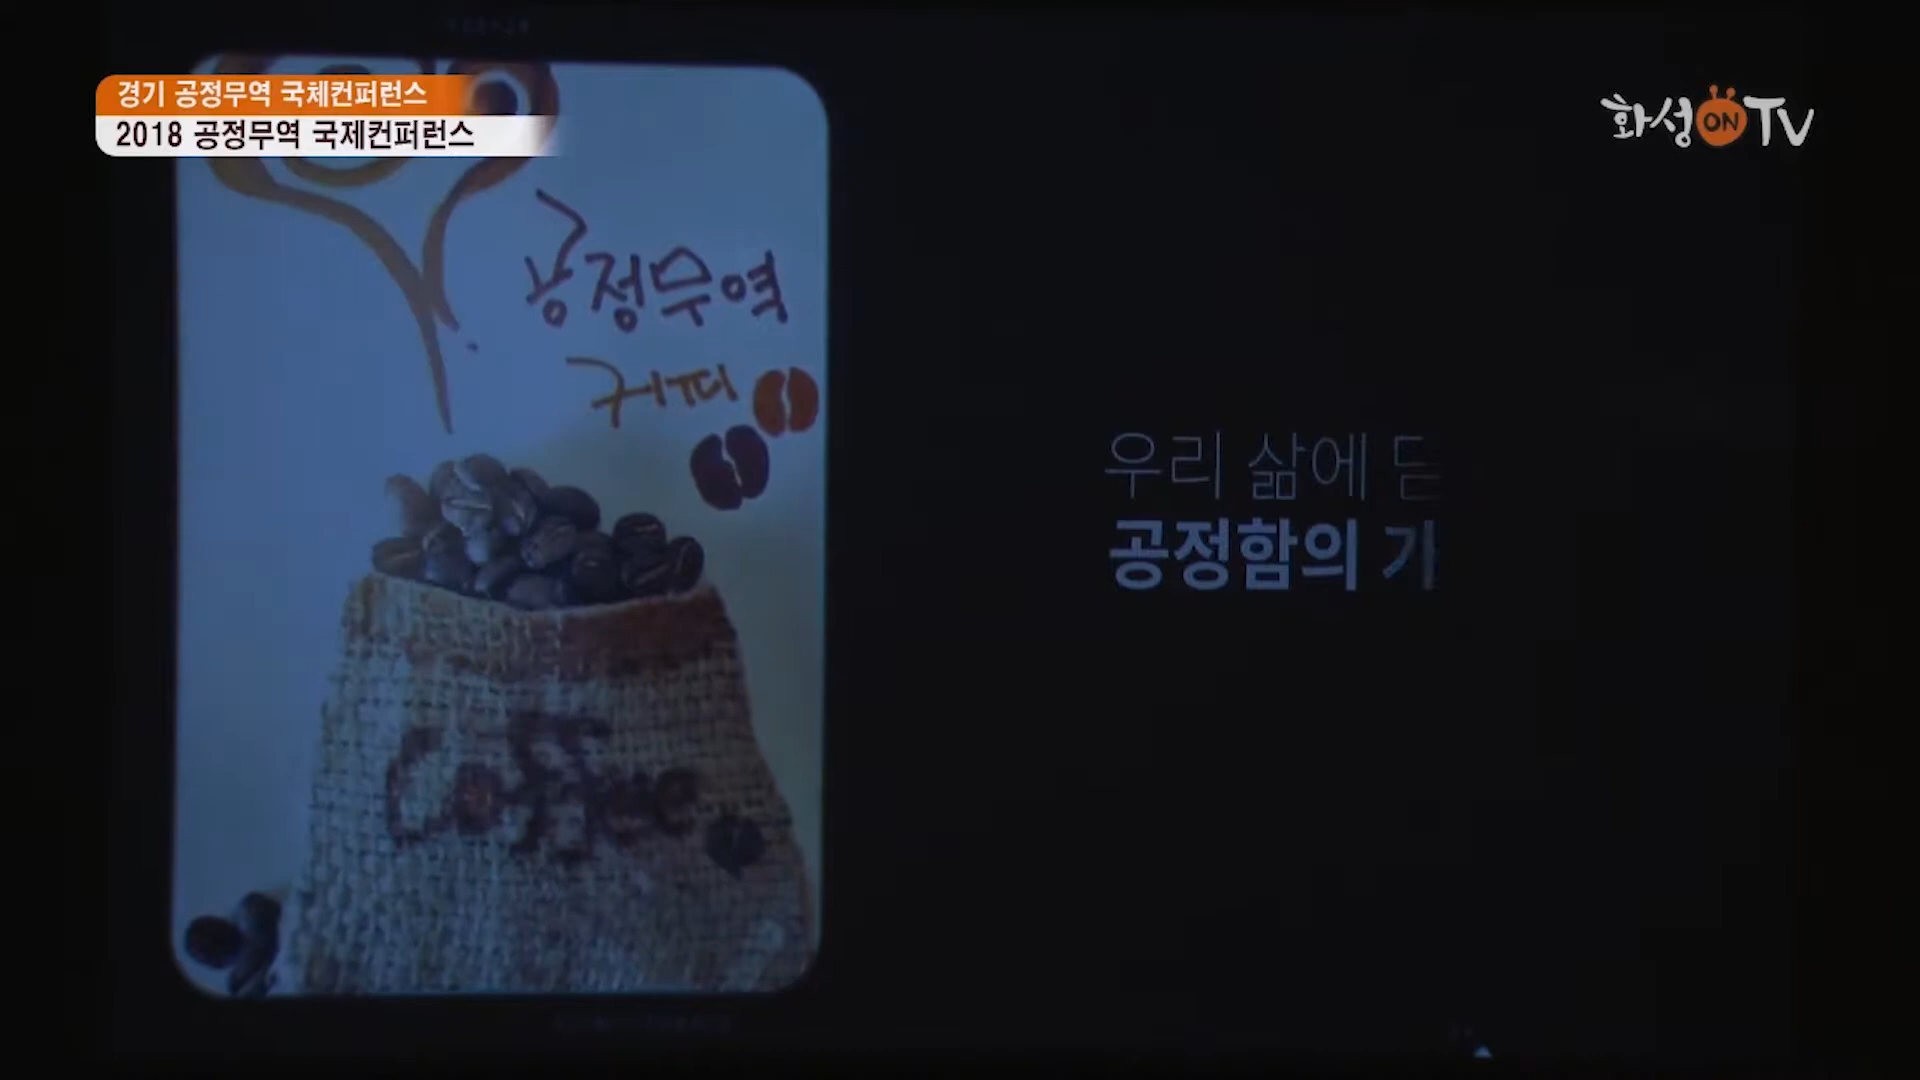 경기 공정무역 국체컨퍼런스
2018 공정무역 국제컨퍼런스
화성ONTV
공정무역
커피
우리 삶에
공정함의 가
Coffee